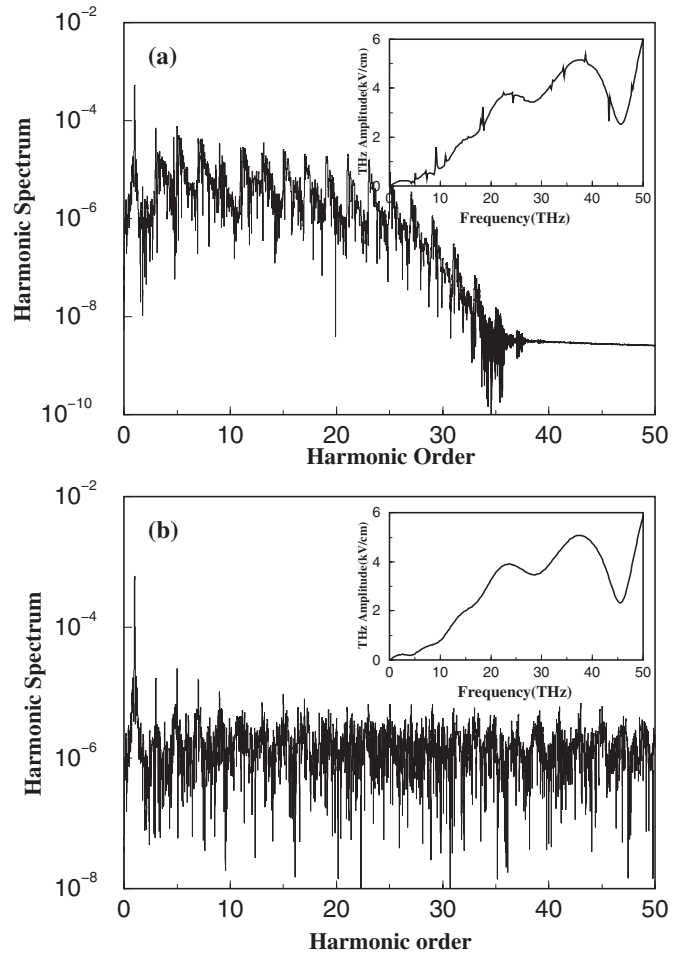 (a)
Harmonic Spectrum
10⁻²
10⁻⁴
10⁻⁶
10⁻⁸
10⁻¹⁰
0 10 20 30 40 50
Harmonic Order
THz Amplitude(kV/cm)
6
4
2
0
0 10 20 30 40 50
Frequency(THz)
(b)
Harmonic Spectrum
10⁻²
10⁻⁴
10⁻⁶
10⁻⁸
0 10 20 30 40 50
Harmonic order
THz Amplitude(kV/cm)
6
4
2
0
0 10 20 30 40 50
Frequency(THz)